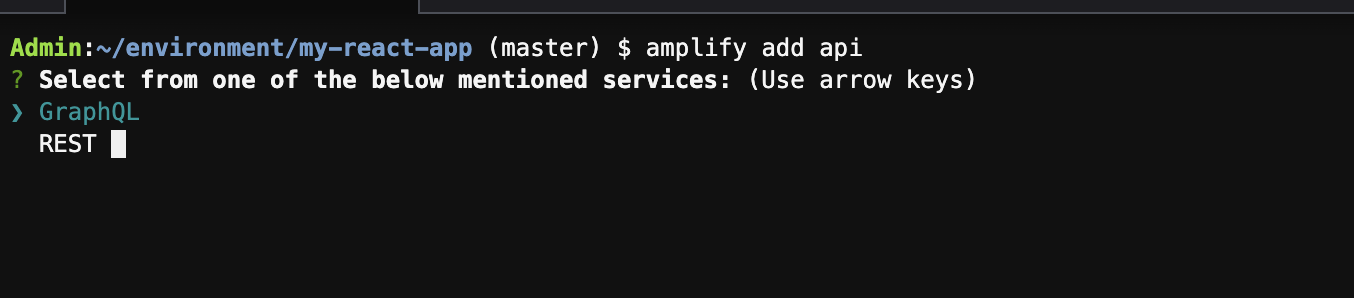 Admin:~/environment/my-react-app (master) $ amplify add api
? Select from one of the below mentioned services: (Use arrow keys)
❯ GraphQL
  REST